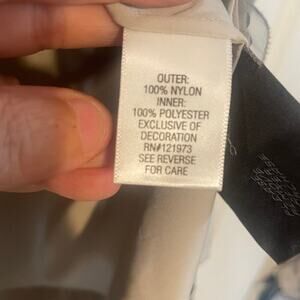 OUTER:
100% NYLON
INNER:
100% POLYESTER
EXCLUSIVE OF
DECORATION
RN#121973
SEE REVERSE
FOR CARE